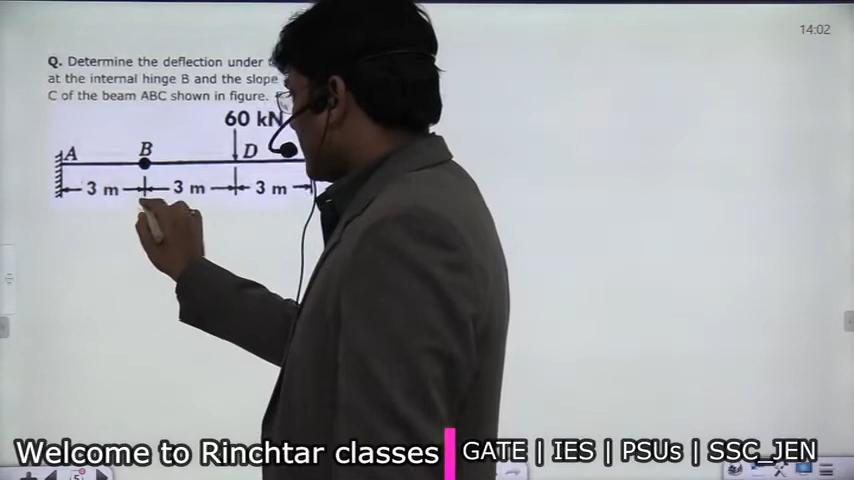 14:02
Q. Determine the deflection under
at the internal hinge B and the slope
C of the beam ABC shown in figure.
60 kN
A B D
3 m 3 m 3 m
Welcome to Rinchtar classes GATE | IES | PSUs | SSC_JEN